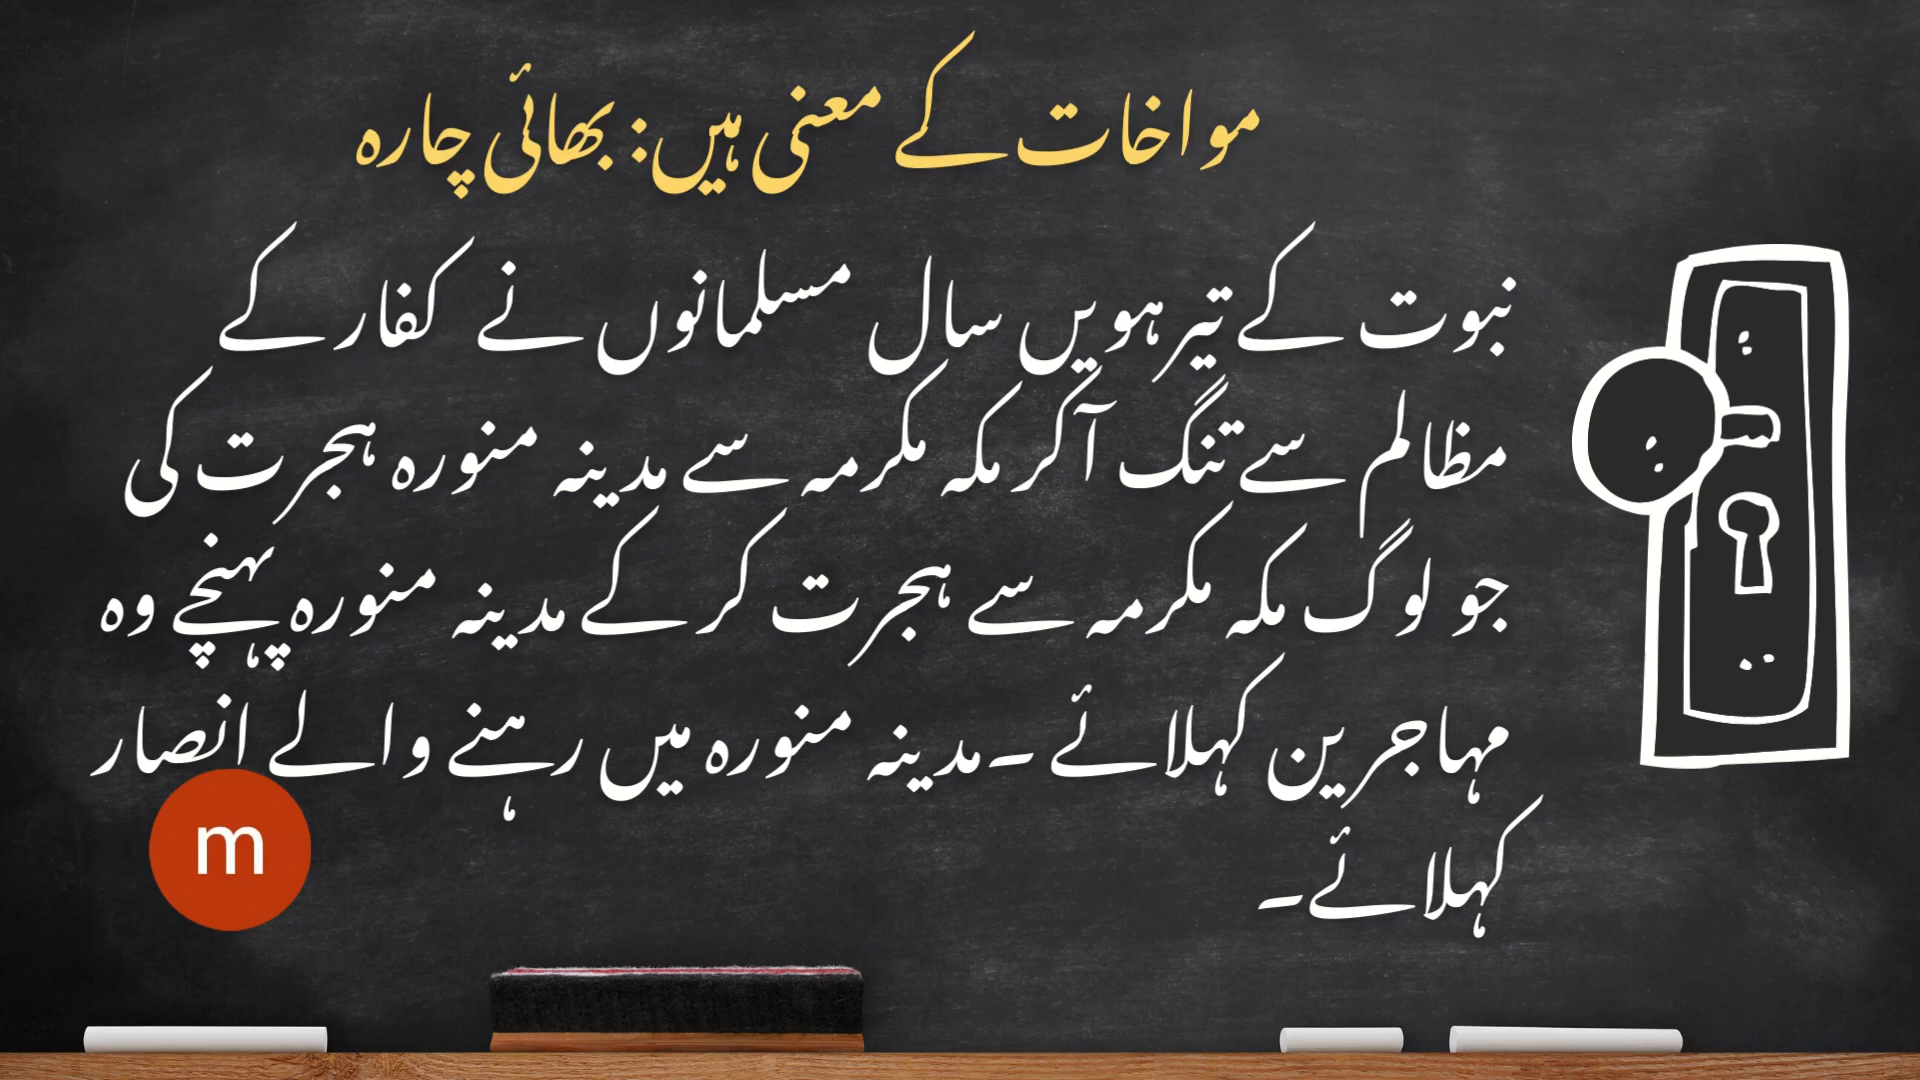 مواخات کے معنی ہیں: بھائی چارہ
نبوت کے تیرہویں سال مسلمانوں نے کفار کے
مظالم سے تنگ آکر مکہ مکرمہ سے مدینہ منورہ ہجرت کی
جو لوگ مکہ مکرمہ سے ہجرت کر کے مدینہ منورہ پہنچے وہ
مہاجرین کہلائے ۔مدینہ منورہ میں رہنے والے انصار
کہلائے۔
m